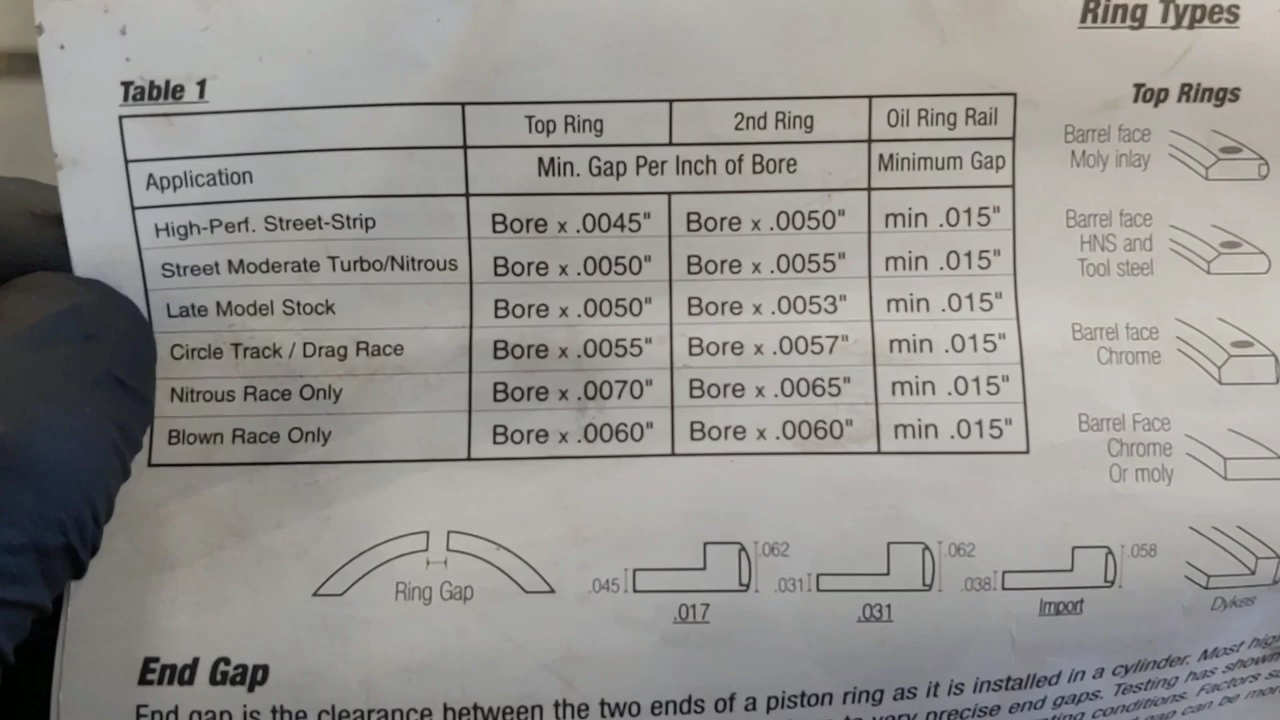 Ring Types
Table 1
Top Ring 2nd Ring Oil Ring Rail
Application Min. Gap Per Inch of Bore Minimum Gap
High-Perf. Street-Strip Bore x .0045" Bore x .0050" min .015"
Street Moderate Turbo/Nitrous Bore x .0050" Bore x .0055" min .015"
Late Model Stock Bore x .0050" Bore x .0053" min .015"
Circle Track / Drag Race Bore x .0055" Bore x .0057" min .015"
Nitrous Race Only Bore x .0070" Bore x .0065" min .015"
Blown Race Only Bore x .0060" Bore x .0060" min .015"
Top Rings
Barrel face
Moly inlay
Barrel face
HNS and
Tool steel
Barrel face
Chrome
Barrel Face
Chrome
Or moly
Ring Gap
.045 .062
.017
.031 .062
.031
.038 .058
Import
Dykes
End Gap
End gap is the clearance between the two ends of a piston ring as it is installed in a cylinder. Most
very precise end gaps. Testing has shown
conditions. Factors
can be